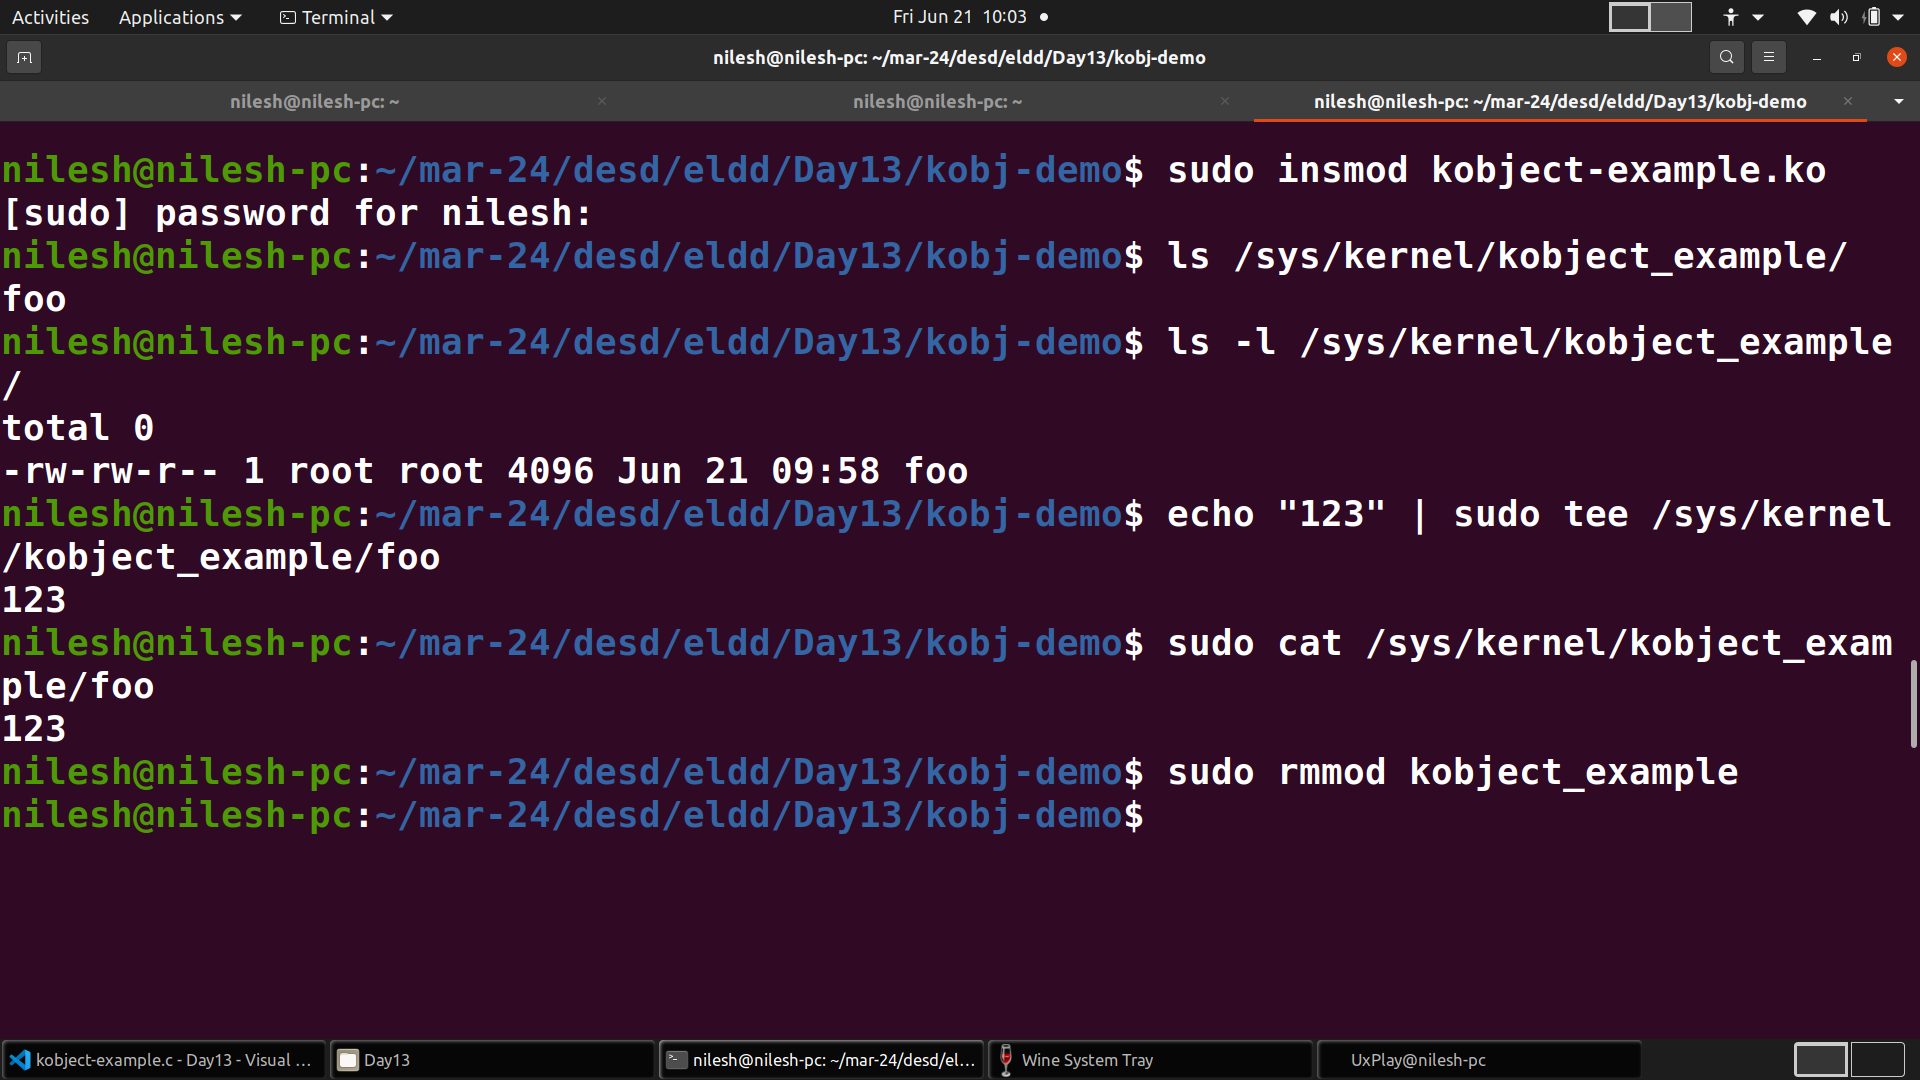 Activities Applications Terminal Fri Jun 21 10:03
nilesh@nilesh-pc: ~/mar-24/desd/eldd/Day13/kobj-demo
nilesh@nilesh-pc: ~ nilesh@nilesh-pc: ~ nilesh@nilesh-pc: ~/mar-24/desd/eldd/Day13/kobj-demo
nilesh@nilesh-pc:~/mar-24/desd/eldd/Day13/kobj-demo$ sudo insmod kobject-example.ko
[sudo] password for nilesh:
nilesh@nilesh-pc:~/mar-24/desd/eldd/Day13/kobj-demo$ ls /sys/kernel/kobject_example/
foo
nilesh@nilesh-pc:~/mar-24/desd/eldd/Day13/kobj-demo$ ls -l /sys/kernel/kobject_example
/
total 0
-rw-rw-r-- 1 root root 4096 Jun 21 09:58 foo
nilesh@nilesh-pc:~/mar-24/desd/eldd/Day13/kobj-demo$ echo "123" | sudo tee /sys/kernel
/kobject_example/foo
123
nilesh@nilesh-pc:~/mar-24/desd/eldd/Day13/kobj-demo$ sudo cat /sys/kernel/kobject_exam
ple/foo
123
nilesh@nilesh-pc:~/mar-24/desd/eldd/Day13/kobj-demo$ sudo rmmod kobject_example
nilesh@nilesh-pc:~/mar-24/desd/eldd/Day13/kobj-demo$
kobject-example.c - Day13 - Visual ... Day13 nilesh@nilesh-pc: ~/mar-24/desd/el... Wine System Tray UxPlay@nilesh-pc